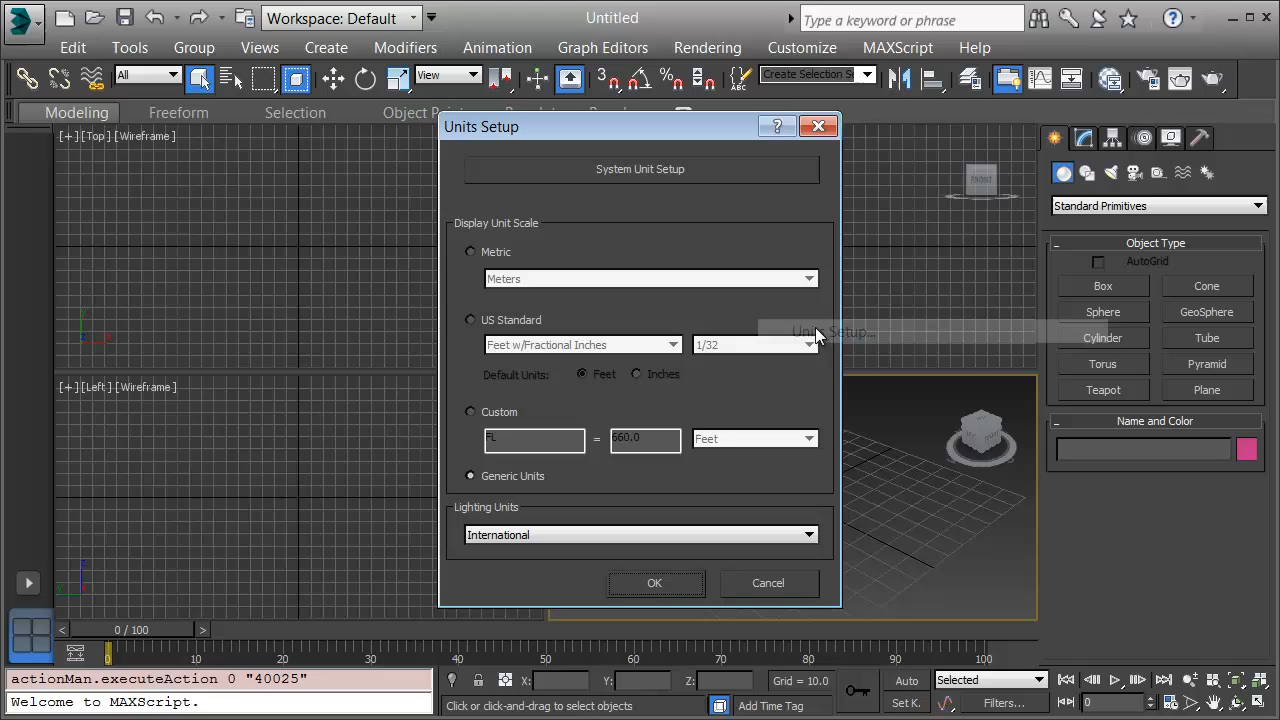 Workspace: Default
Untitled
Type a keyword or phrase
Edit Tools Group Views Create Modifiers Animation Graph Editors Rendering Customize MAXScript Help
All
View
3
ABC
Create Selection Se
Modeling Freeform Selection Object Pa
[+][Top][Wireframe]
Units Setup
System Unit Setup
Display Unit Scale
Metric
Meters
US Standard
Units Setup...
Feet w/Fractional Inches 1/32
Default Units: Feet Inches
Custom
FL = 660.0 Feet
Generic Units
Lighting Units
International
OK Cancel
FRONT
Standard Primitives
Object Type
AutoGrid
Box Cone
Sphere GeoSphere
Cylinder Tube
Torus Pyramid
Teapot Plane
Name and Color
[+][Left][Wireframe]
< 0 / 100 >
0 10 20 30 40 50 60 70 80 90 100
actionMan.executeAction 0 "40025"
Welcome to MAXScript.
X: Y: Z: Grid = 10.0
Click or click-and-drag to select objects
Add Time Tag
Auto Selected
Set K. Filters...
0